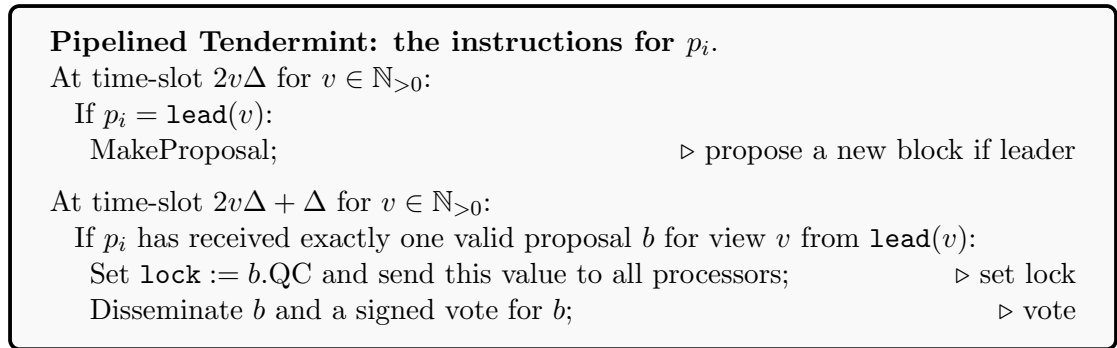 Pipelined Tendermint: the instructions for pᵢ.
At time-slot 2vΔ for v ∈ ℕ>0:
If pᵢ = lead(v):
MakeProposal; ▷ propose a new block if leader
At time-slot 2vΔ + Δ for v ∈ ℕ>0:
If pᵢ has received exactly one valid proposal b for view v from lead(v):
Set lock := b.QC and send this value to all processors; ▷ set lock
Disseminate b and a signed vote for b; ▷ vote